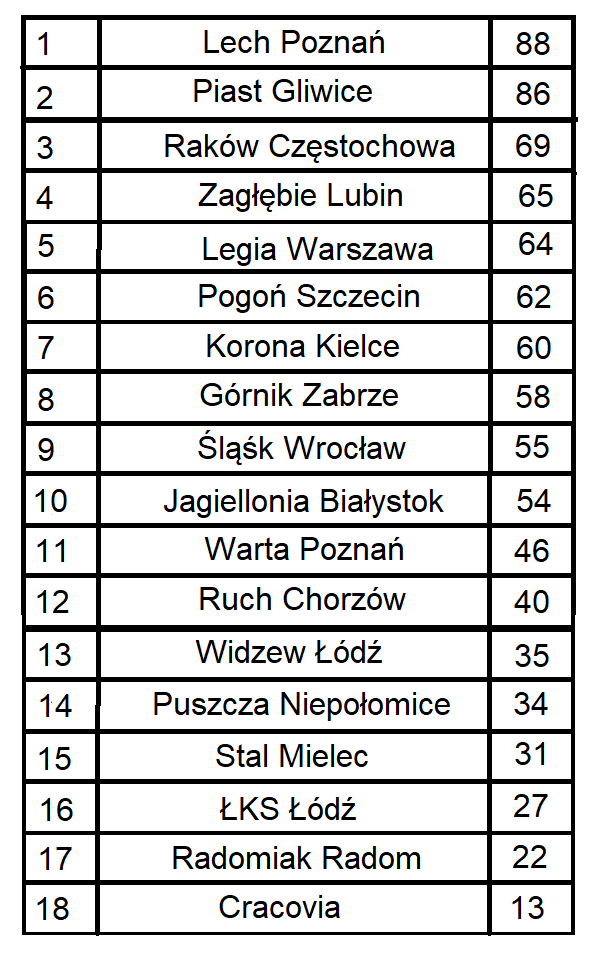 1 Lech Poznań 88
2 Piast Gliwice 86
3 Raków Częstochowa 69
4 Zagłębie Lubin 65
5 Legia Warszawa 64
6 Pogoń Szczecin 62
7 Korona Kielce 60
8 Górnik Zabrze 58
9 Śląśk Wrocław 55
10 Jagiellonia Białystok 54
11 Warta Poznań 46
12 Ruch Chorzów 40
13 Widzew Łódź 35
14 Puszcza Niepołomice 34
15 Stal Mielec 31
16 ŁKS Łódź 27
17 Radomiak Radom 22
18 Cracovia 13